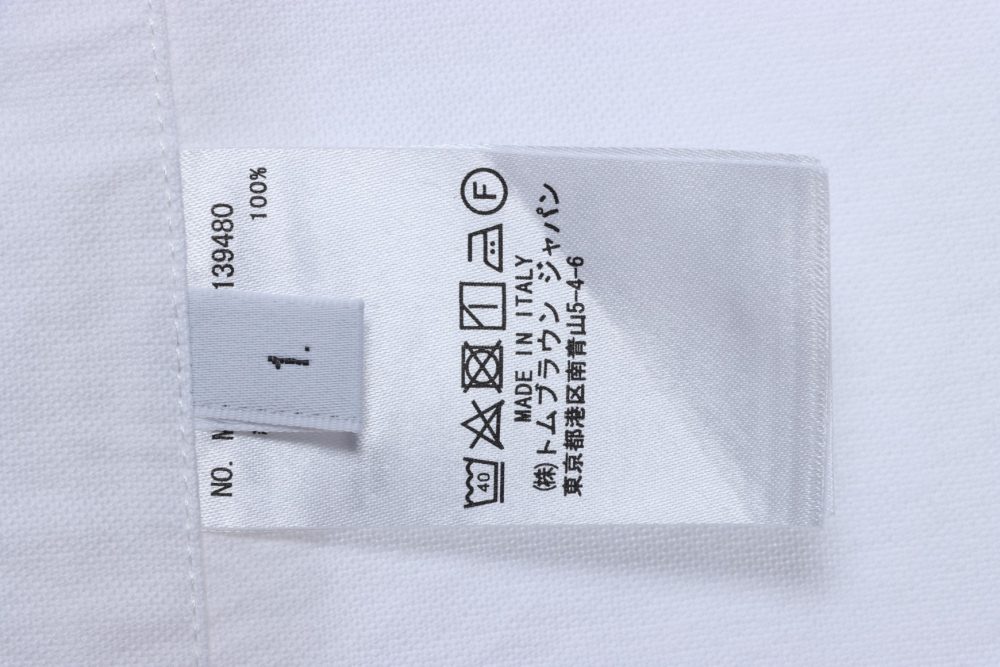 NO. 139480
100%
1.
40
F
MADE IN ITALY
(株)トムブラウン ジャパン
東京都港区南青山5-4-6